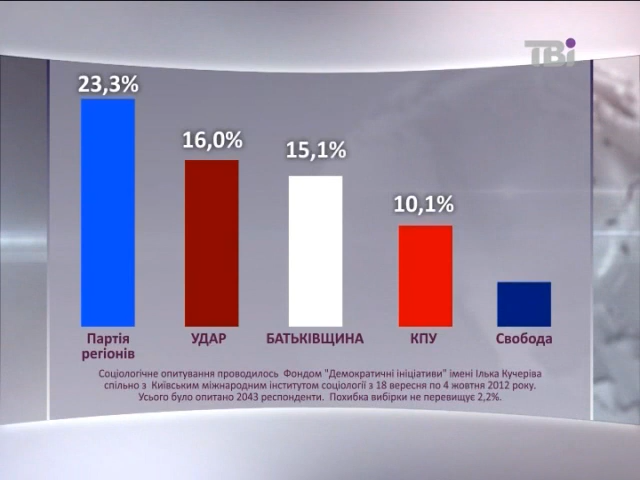 ТВі
23,3%
16,0%
15,1%
10,1%
Партія
регіонів
УДАР
БАТЬКІВЩИНА
КПУ
Свобода
Соціологічне опитування проводилось Фондом "Демократичні ініціативи" імені Ілька Кучеріва
спільно з Київським міжнародним інститутом соціології з 18 вересня по 4 жовтня 2012 року.
Усього було опитано 2043 респонденти. Похибка вибірки не перевищує 2,2%.